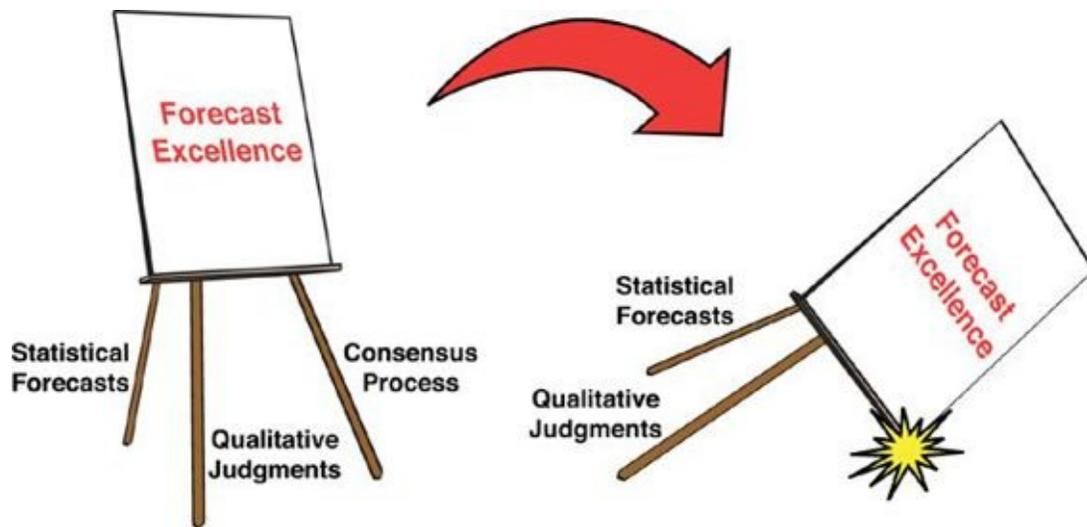 Forecast
Excellence
Statistical
Forecasts
Qualitative
Judgments
Consensus
Process
Statistical
Forecasts
Qualitative
Judgments
Forecast
Excellence